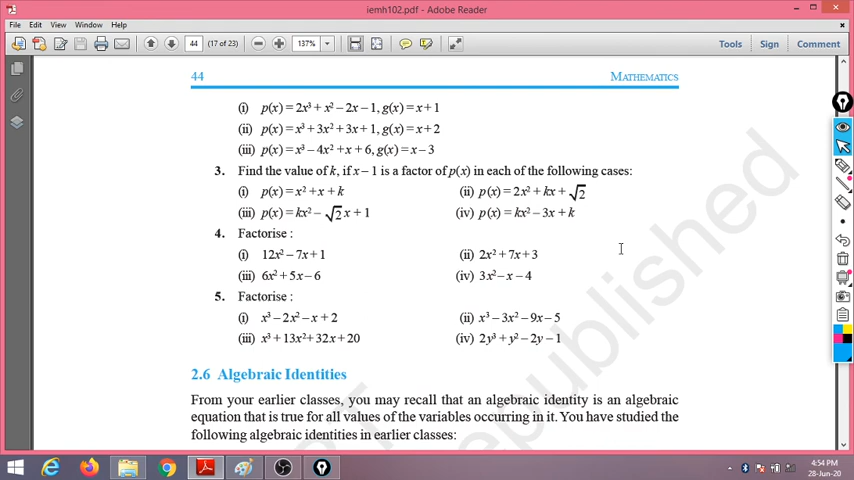 iemh102.pdf - Adobe Reader
File Edit View Window Help
44 (17 of 23) 137% Tools Sign Comment
44 MATHEMATICS
(i) p(x) = 2x³ + x² – 2x – 1, g(x) = x + 1
(ii) p(x) = x³ + 3x² + 3x + 1, g(x) = x + 2
(iii) p(x) = x³ – 4x² + x + 6, g(x) = x – 3
3. Find the value of k, if x – 1 is a factor of p(x) in each of the following cases:
(i) p(x) = x² + x + k (ii) p(x) = 2x² + kx + √2
(iii) p(x) = kx² – √2 x + 1 (iv) p(x) = kx² – 3x + k
4. Factorise :
(i) 12x² – 7x + 1 (ii) 2x² + 7x + 3
(iii) 6x² + 5x – 6 (iv) 3x² – x – 4
5. Factorise :
(i) x³ – 2x² – x + 2 (ii) x³ – 3x² – 9x – 5
(iii) x³ + 13x² + 32x + 20 (iv) 2y³ + y² – 2y – 1
2.6 Algebraic Identities
From your earlier classes, you may recall that an algebraic identity is an algebraic
equation that is true for all values of the variables occurring in it. You have studied the
following algebraic identities in earlier classes:
republished
4:54 PM
28-Jun-20